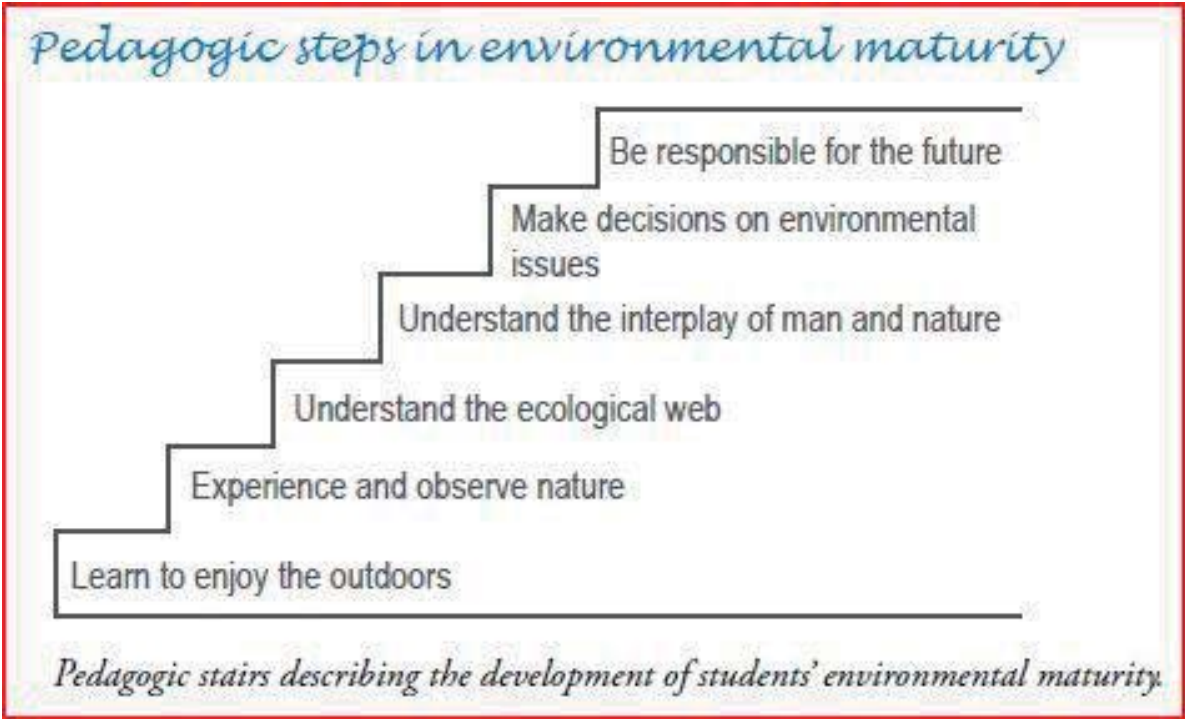 Pedagogic steps in environmental maturity
Be responsible for the future
Make decisions on environmental
issues
Understand the interplay of man and nature
Understand the ecological web
Experience and observe nature
Learn to enjoy the outdoors
Pedagogic stairs describing the development of students' environmental maturity.